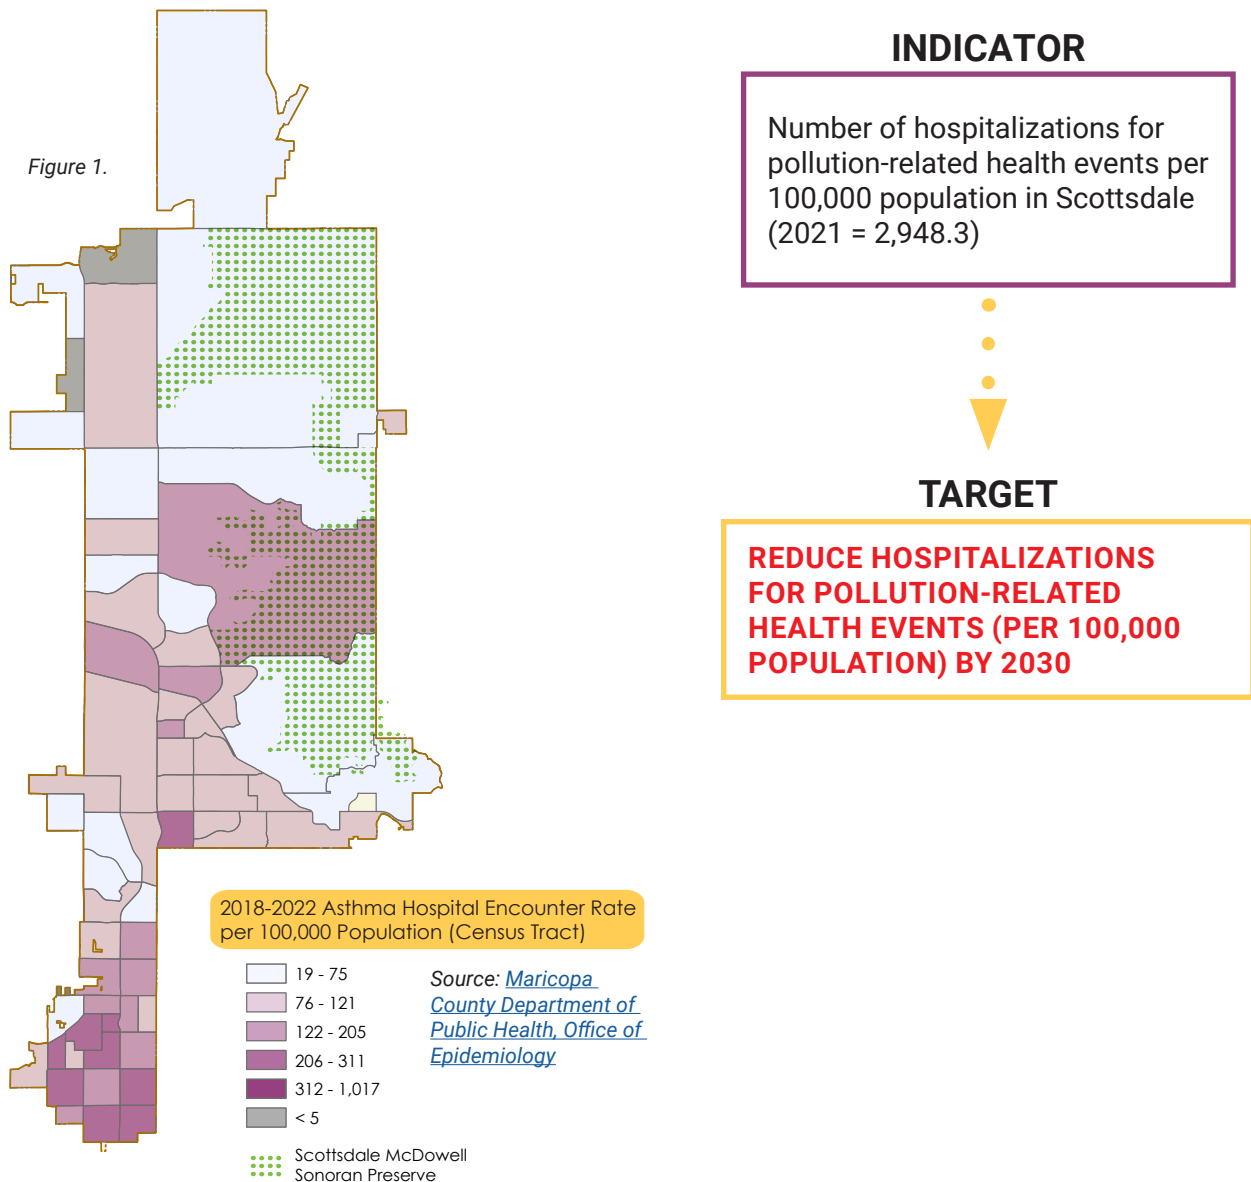 Figure 1.
INDICATOR
Number of hospitalizations for
pollution-related health events per
100,000 population in Scottsdale
(2021 = 2,948.3)
TARGET
REDUCE HOSPITALIZATIONS
FOR POLLUTION-RELATED
HEALTH EVENTS (PER 100,000
POPULATION) BY 2030
2018-2022 Asthma Hospital Encounter Rate
per 100,000 Population (Census Tract)
19 - 75
76 - 121
122 - 205
206 - 311
312 - 1,017
< 5
Scottsdale McDowell
Sonoran Preserve
Source: Maricopa
County Department of
Public Health, Office of
Epidemiology